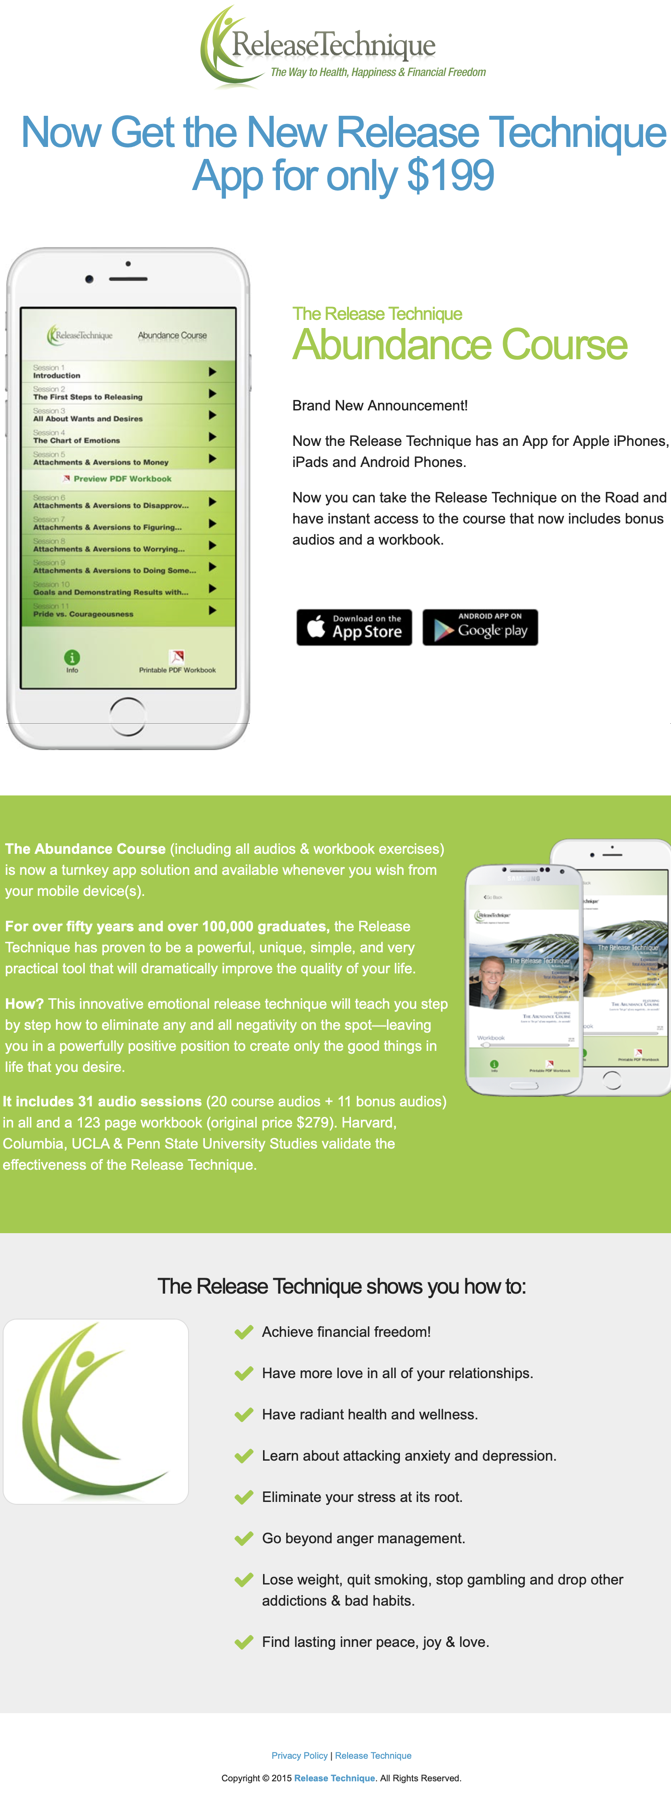 ReleaseTechnique
The Way to Health, Happiness & Financial Freedom
Now Get the New Release Technique
App for only $199
ReleaseTechnique
Abundance Course
Session 1
Introduction
Session 2
The First Steps to Releasing
Session 3
All About Wants and Desires
Session 4
The Chart of Emotions
Session 5
Attachments & Aversions to Money
Preview PDF Workbook
Session 6
Attachments & Aversions to Disapprov...
Session 7
Attachments & Aversions to Figuring...
Session 8
Attachments & Aversions to Worrying...
Session 9
Attachments & Aversions to Doing Some...
Session 10
Goals and Demonstrating Results with...
Session 11
Pride vs. Courageousness
Info
Printable PDF Workbook
The Release Technique
Abundance Course
Brand New Announcement!
Now the Release Technique has an App for Apple iPhones,
iPads and Android Phones.
Now you can take the Release Technique on the Road and
have instant access to the course that now includes bonus
audios and a workbook.
Download on the
App Store
ANDROID APP ON
Google play
The Abundance Course (including all audios & workbook exercises)
is now a turnkey app solution and available whenever you wish from
your mobile device(s).
For over fifty years and over 100,000 graduates, the Release
Technique has proven to be a powerful, unique, simple, and very
practical tool that will dramatically improve the quality of your life.
How? This innovative emotional release technique will teach you step
by step how to eliminate any and all negativity on the spot—leaving
you in a powerfully positive position to create only the good things in
life that you desire.
It includes 31 audio sessions (20 course audios + 11 bonus audios)
in all and a 123 page workbook (original price $279). Harvard,
Columbia, UCLA & Penn State University Studies validate the
effectiveness of the Release Technique.
SAMSUNG
ReleaseTechnique
The Release Technique
The Abundance Course
Workbook
Info
Printable PDF Workbook
The Release Technique
The Abundance Course
Printable PDF Workbook
The Release Technique shows you how to:
Achieve financial freedom!
Have more love in all of your relationships.
Have radiant health and wellness.
Learn about attacking anxiety and depression.
Eliminate your stress at its root.
Go beyond anger management.
Lose weight, quit smoking, stop gambling and drop other
addictions & bad habits.
Find lasting inner peace, joy & love.
Privacy Policy | Release Technique
Copyright © 2015 Release Technique. All Rights Reserved.